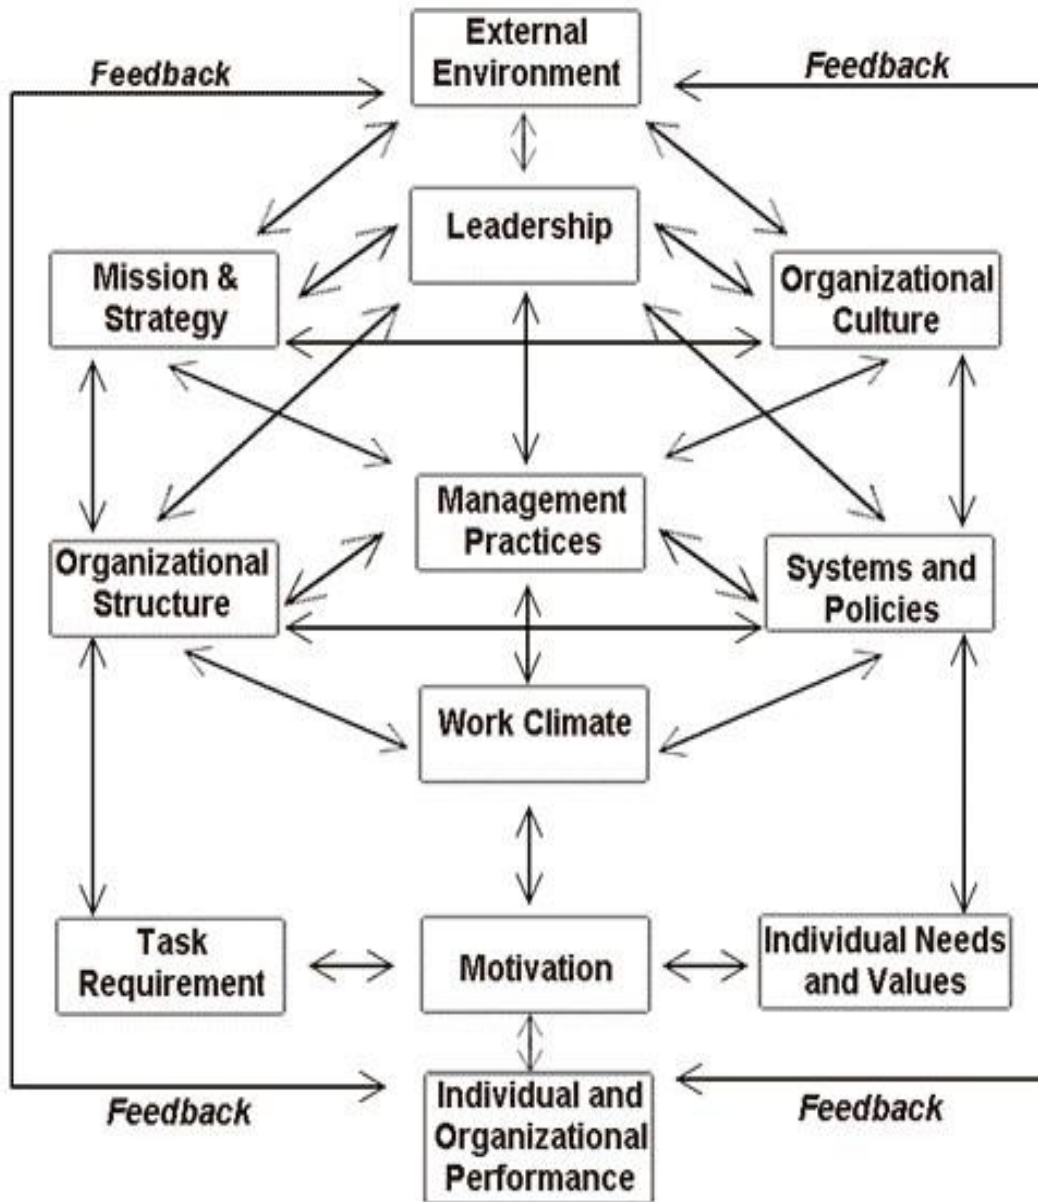 External
Environment
Feedback
Feedback
Leadership
Mission &
Strategy
Organizational
Culture
Management
Practices
Organizational
Structure
Systems and
Policies
Work Climate
Task
Requirement
Motivation
Individual Needs
and Values
Feedback
Individual and
Organizational
Performance
Feedback